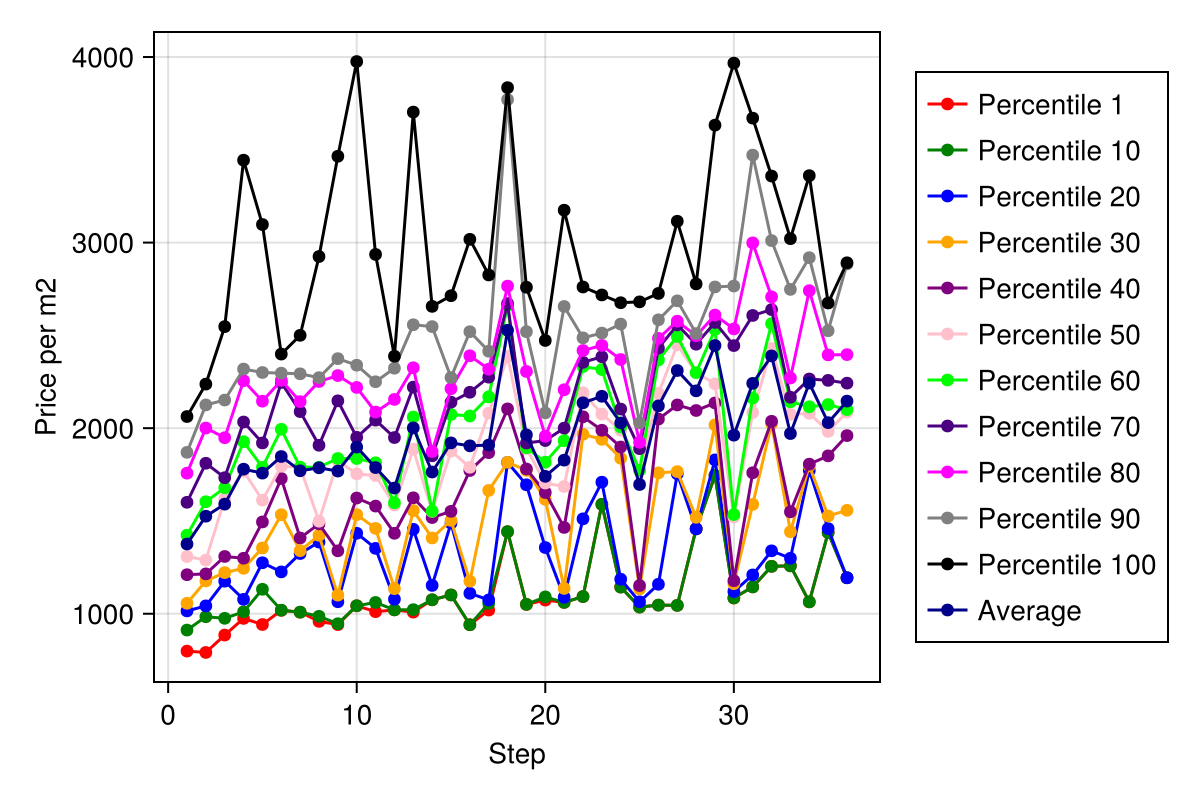 4000
3000
2000
1000
Price per m2
0
10
20
30
Step
Percentile 1
Percentile 10
Percentile 20
Percentile 30
Percentile 40
Percentile 50
Percentile 60
Percentile 70
Percentile 80
Percentile 90
Percentile 100
Average